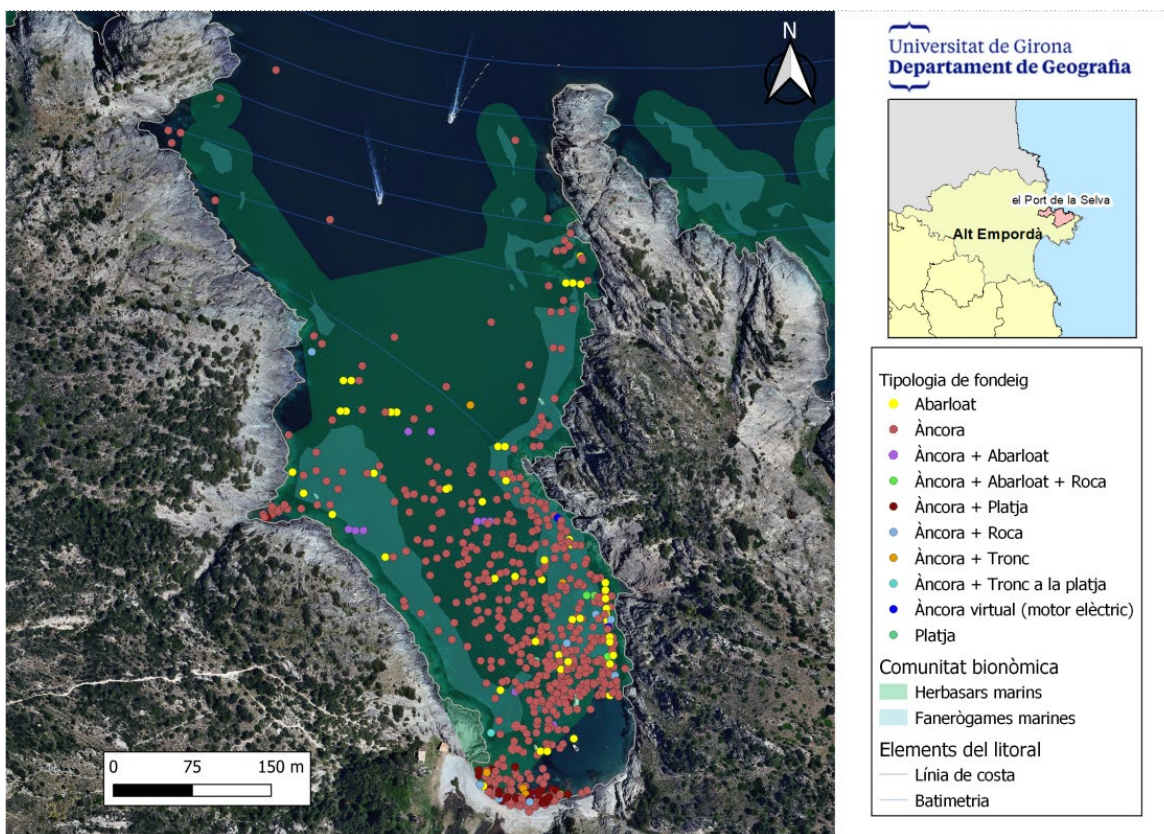 N
Universitat de Girona
Departament de Geografia
el Port de la Selva
Alt Empordà
Tipologia de fondeig
Abarloat
Àncora
Àncora + Abarloat
Àncora + Abarloat + Roca
Àncora + Platja
Àncora + Roca
Àncora + Tronc
Àncora + Tronc a la platja
Àncora virtual (motor elèctric)
Platja
Comunitat bionòmica
Herbasars marins
Fanerògames marines
Elements del litoral
Línia de costa
Batimetria
0 75 150 m